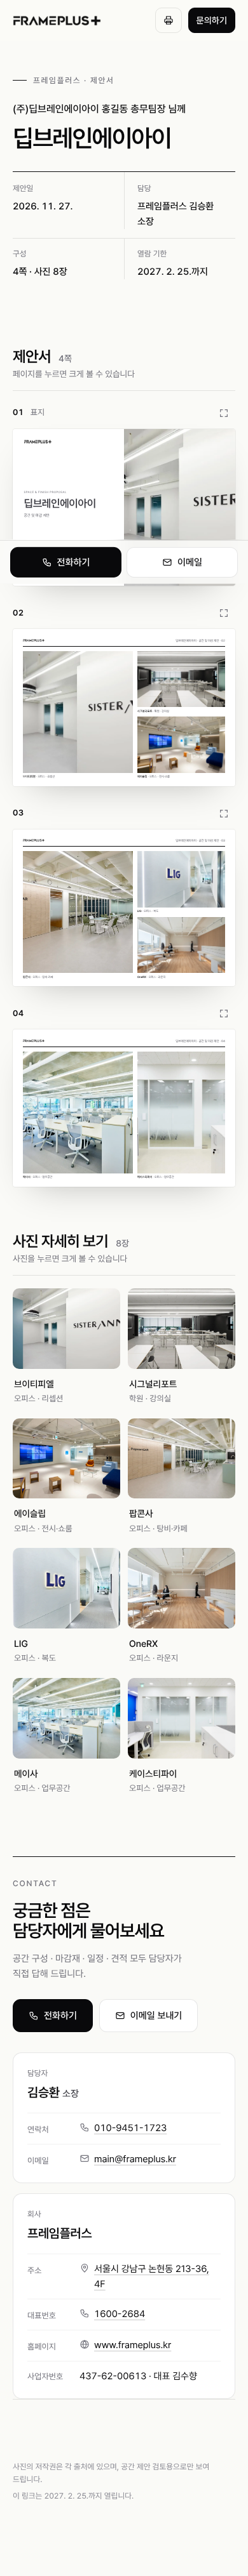 FRAMEPLUS+
문의하기
프레임플러스 · 제안서
(주)딥브레인에이아이 홍길동 총무팀장 님께
딥브레인에이아이
제안일
담당
2026. 11. 27.
프레임플러스 김승환
소장
구성
열람 기한
4쪽 · 사진 8장
2027. 2. 25.까지
제안서 4쪽
페이지를 누르면 크게 볼 수 있습니다
01 표지
FRAMEPLUS+
딥브레인에이아이
SISTER
전화하기
이메일
02
FRAMEPLUS+
SISTER/
03
FRAMEPLUS+
LIG
04
FRAMEPLUS+
사진 자세히 보기 8장
사진을 누르면 크게 볼 수 있습니다
SISTER/ANN
브이티피엘
시그널리포트
오피스 · 리셉션
학원 · 강의실
에이슬립
팝콘사
오피스 · 전시·쇼룸
오피스 · 탕비·카페
LIG
LIG
OneRX
오피스 · 복도
오피스 · 라운지
메이사
케이스티파이
오피스 · 업무공간
오피스 · 업무공간
CONTACT
궁금한 점은
담당자에게 물어보세요
공간 구성 · 마감재 · 일정 · 견적 모두 담당자가
직접 답해 드립니다.
전화하기
이메일 보내기
담당자
김승환 소장
연락처
010-9451-1723
이메일
main@frameplus.kr
회사
프레임플러스
주소
서울시 강남구 논현동 213-36,
4F
대표번호
1600-2684
홈페이지
www.frameplus.kr
사업자번호
437-62-00613 · 대표 김수향
사진의 저작권은 각 출처에 있으며, 공간 제안 검토용으로만 보여
드립니다.
이 링크는 2027. 2. 25.까지 열립니다.